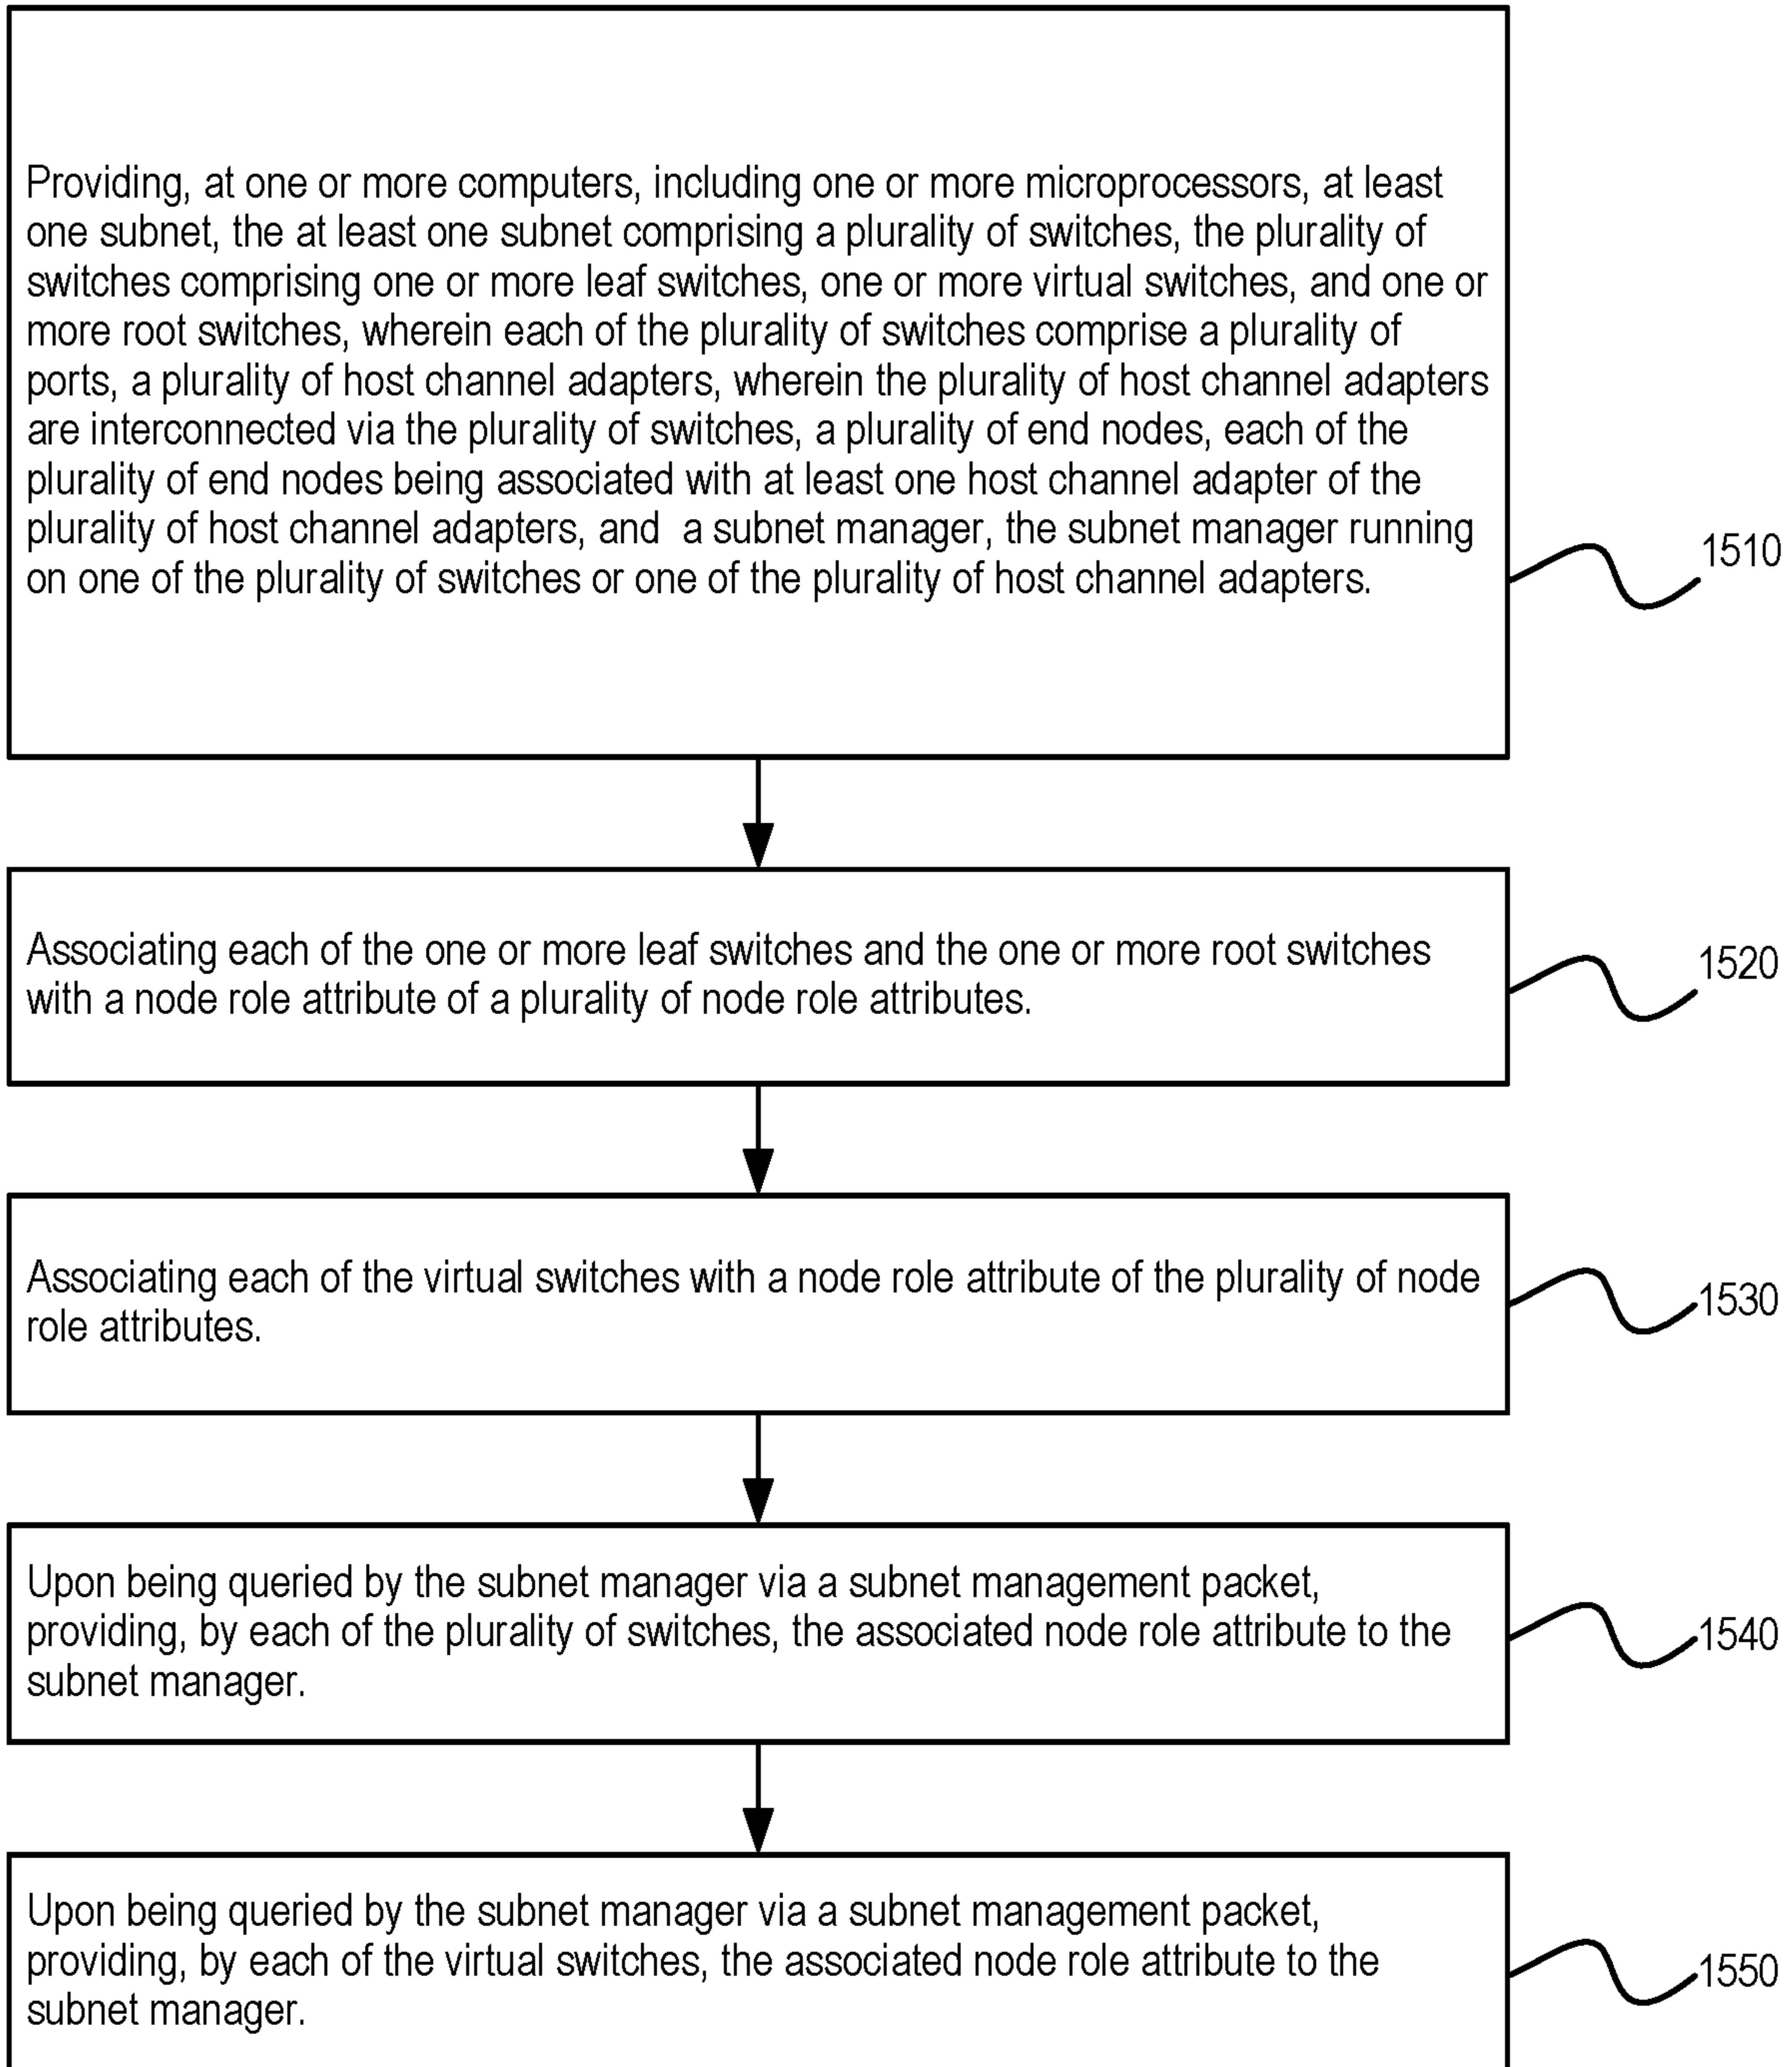 Providing, at one or more computers, including one or more microprocessors, at least
one subnet, the at least one subnet comprising a plurality of switches, the plurality of
switches comprising one or more leaf switches, one or more virtual switches, and one or
more root switches, wherein each of the plurality of switches comprise a plurality of
ports, a plurality of host channel adapters, wherein the plurality of host channel adapters
are interconnected via the plurality of switches, a plurality of end nodes, each of the
plurality of end nodes being associated with at least one host channel adapter of the
plurality of host channel adapters, and a subnet manager, the subnet manager running
on one of the plurality of switches or one of the plurality of host channel adapters.
1510
Associating each of the one or more leaf switches and the one or more root switches
with a node role attribute of a plurality of node role attributes.
1520
Associating each of the virtual switches with a node role attribute of the plurality of node
role attributes.
1530
Upon being queried by the subnet manager via a subnet management packet,
providing, by each of the plurality of switches, the associated node role attribute to the
subnet manager.
1540
Upon being queried by the subnet manager via a subnet management packet,
providing, by each of the virtual switches, the associated node role attribute to the
subnet manager.
1550